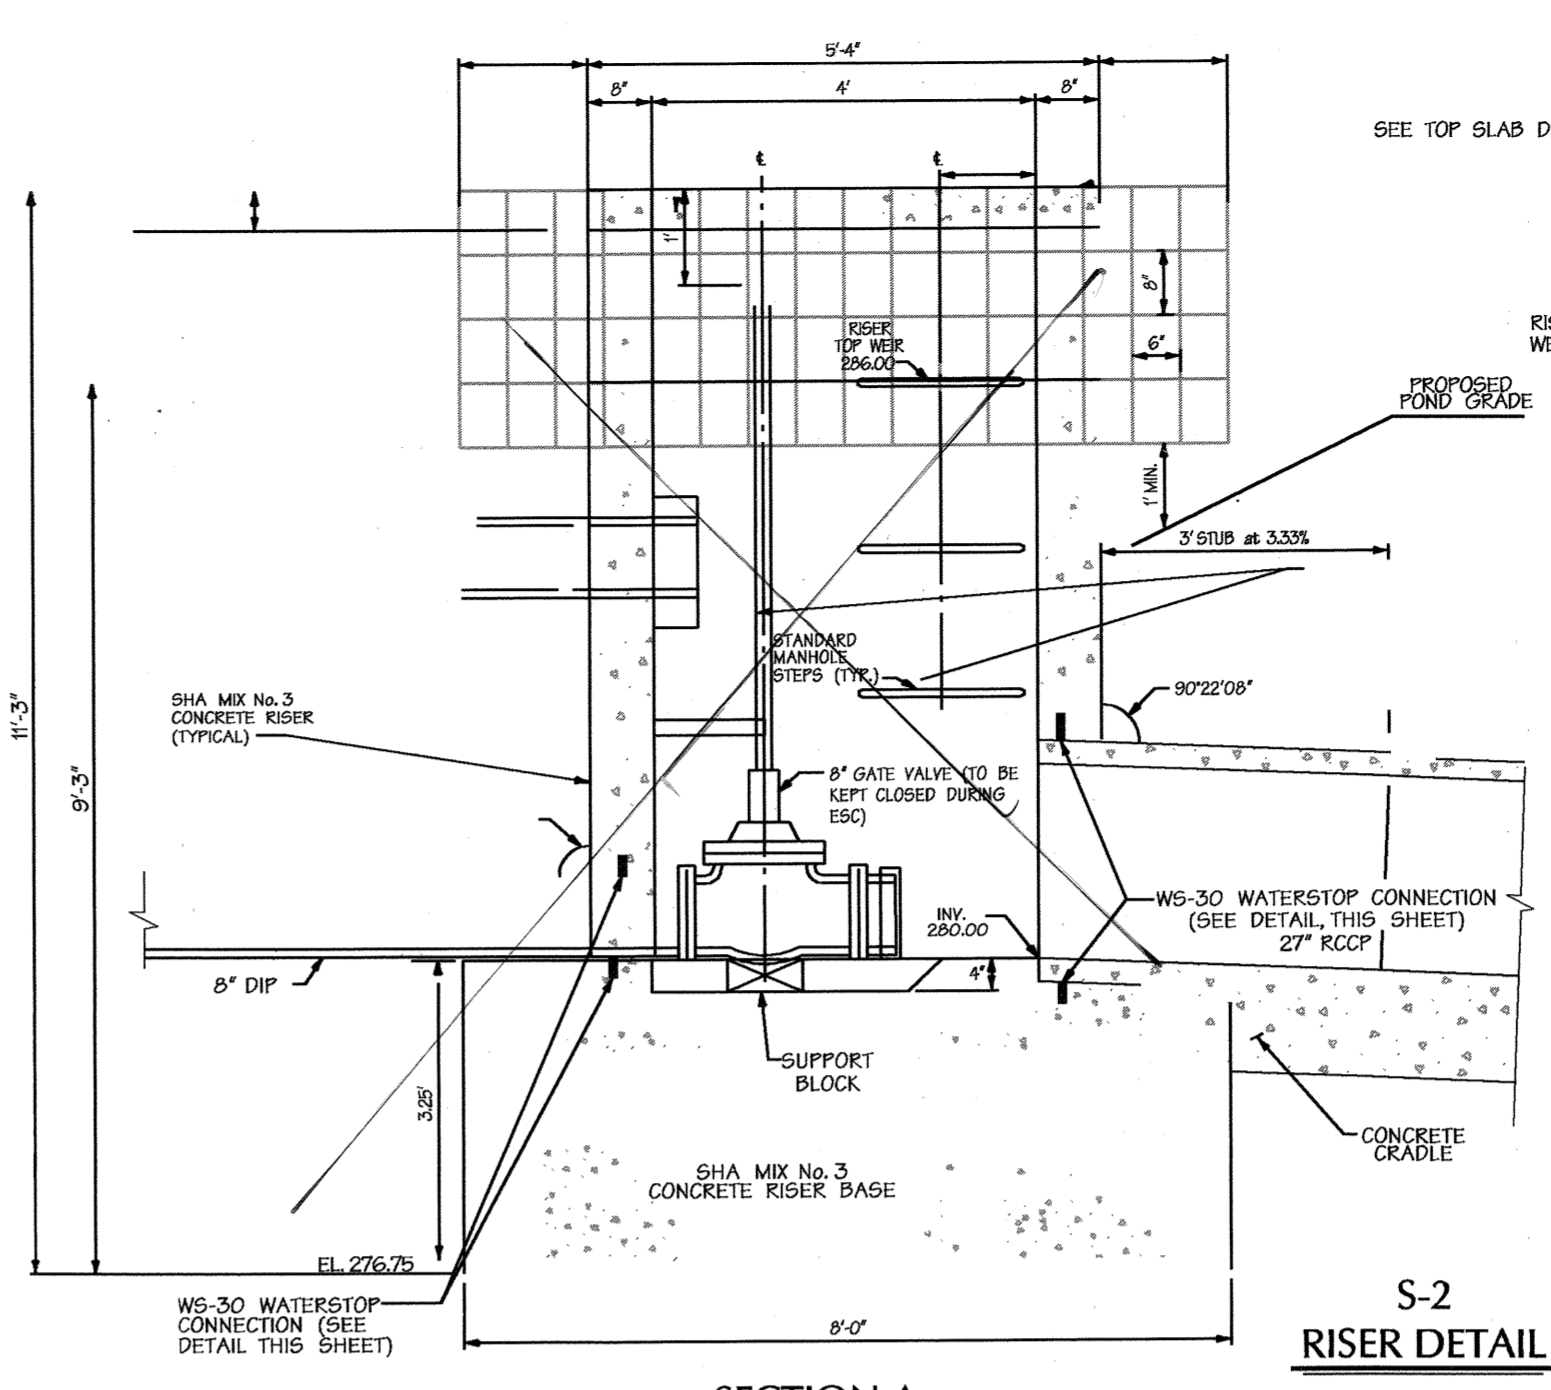 5'-4"
8"
4'
8"
SEE TOP SLAB D
1'
8"
RISER
TOP WEIR
286.00
6"
RIS
WE
PROPOSED
POND GRADE
1' MIN.
3' STUB at 3.33%
STANDARD
MANHOLE
STEPS (TYP.)
90°22'08"
SHA MIX No. 3
CONCRETE RISER
(TYPICAL)
11'-3"
9'-3"
8" GATE VALVE (TO BE
KEPT CLOSED DURING
ESC)
WS-30 WATERSTOP CONNECTION
(SEE DETAIL, THIS SHEET)
27" RCCP
INV.
280.00
4"
8" DIP
SUPPORT
BLOCK
3.25'
CONCRETE
CRADLE
SHA MIX No. 3
CONCRETE RISER BASE
EL. 276.75
WS-30 WATERSTOP
CONNECTION (SEE
DETAIL THIS SHEET)
8'-0"
S-2
RISER DETAIL
SECTION A